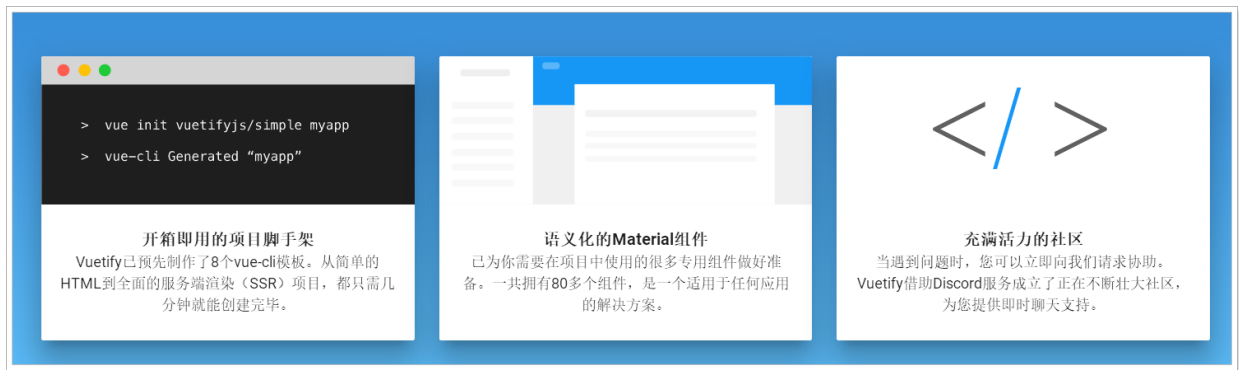 > vue init vuetifyjs/simple myapp
> vue-cli Generated “myapp”
开箱即用的项目脚手架
Vuetify已预先制作了8个vue-cli模板。从简单的
HTML到全面的服务端渲染（SSR）项目，都只需几
分钟就能创建完毕。
语义化的Material组件
已为你需要在项目中使用的很多专用组件做好准
备。一共拥有80多个组件，是一个适用于任何应用
的解决方案。
</>
充满活力的社区
当遇到问题时，您可以立即向我们请求协助。
Vuetify借助Discord服务成立了正在不断壮大社区，
为您提供即时聊天支持。